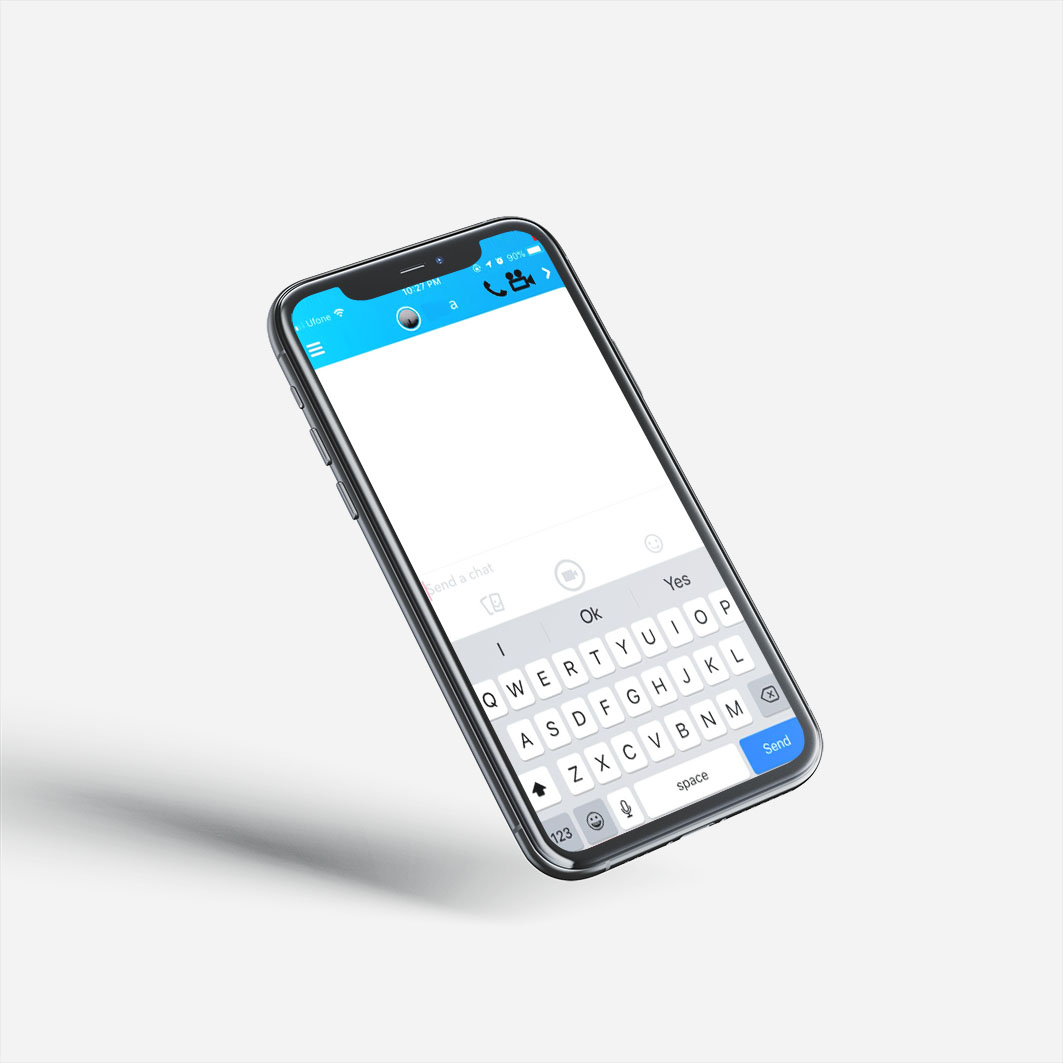 10:27 PM
90%
Ufone
a
Send a chat
I Ok Yes
Q W E R T Y U I O P
A S D F G H J K L
Z X C V B N M
123 space Send